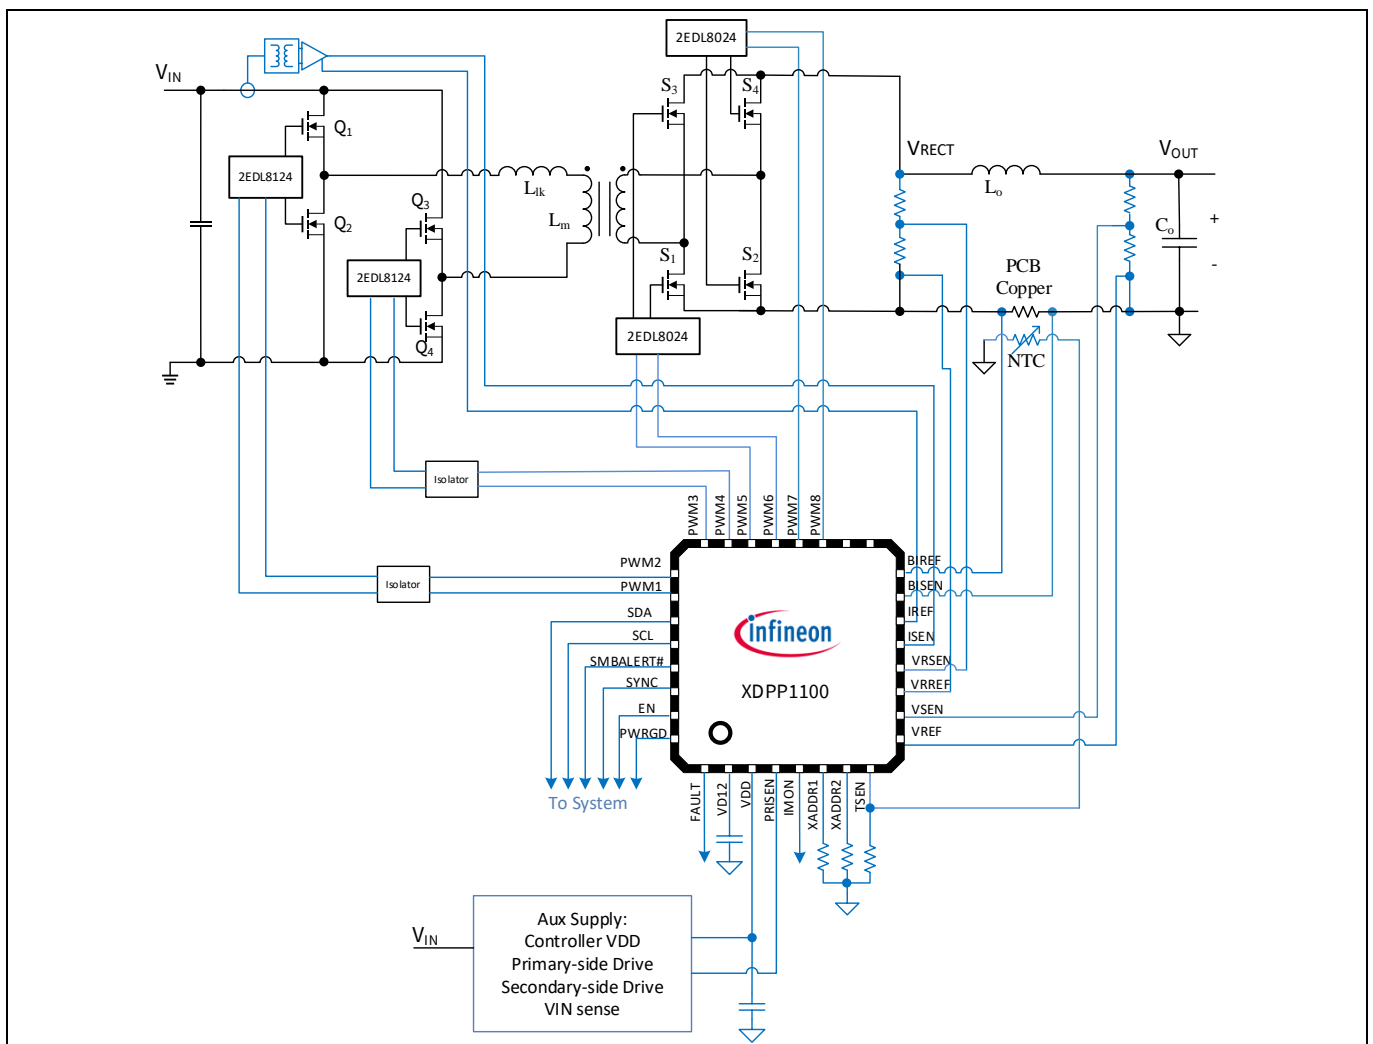 2EDL8024
VIN
S3
S4
Q1
VRECT
VOUT
2EDL8124
Llk
Lo
Q3
Q2
Lm
Co
+
S1
S2
PCB
Copper
-
2EDL8124
2EDL8024
Q4
NTC
Isolator
PWM3
PWM4
PWM5
PWM6
PWM7
PWM8
PWM2
BIREF
Isolator
PWM1
BISEN
SDA
IREF
SCL
infineon
ISEN
SMBALERT#
VRSEN
SYNC
XDPP1100
VRREF
EN
VSEN
PWRGD
VREF
To System
FAULT
VD12
VDD
PRISEN
IMON
XADDR1
XADDR2
TSEN
VIN
Aux Supply:
Controller VDD
Primary-side Drive
Secondary-side Drive
VIN sense